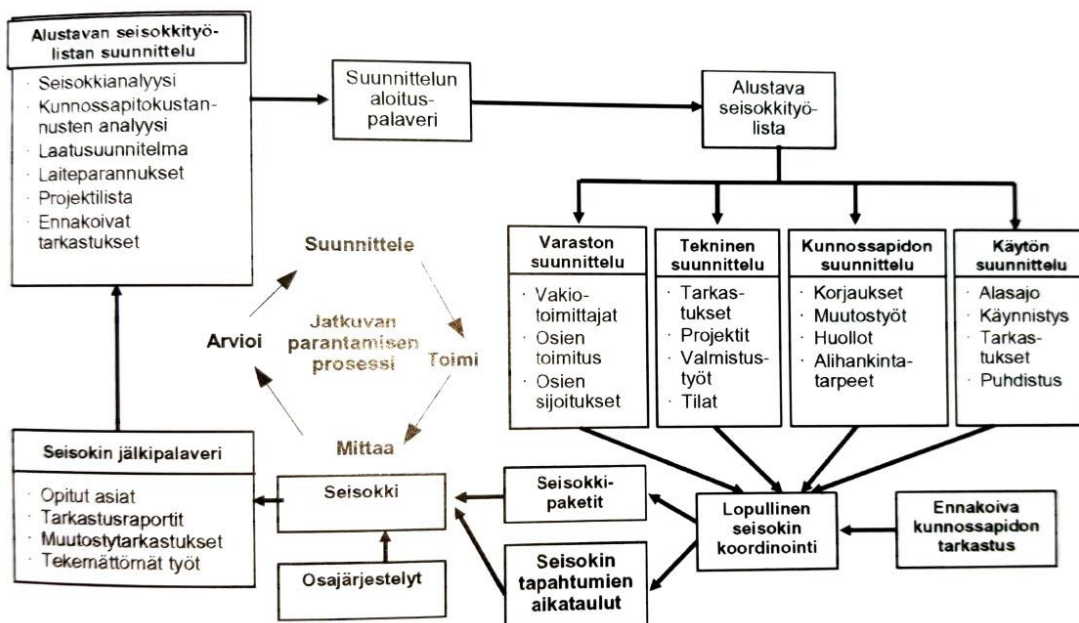 Alustavan seisokkityö-
listan suunnittelu
· Seisokkianalyysi
· Kunnossapitokustan-
nusten analyysi
· Laatusuunnitelma
· Laiteparannukset
· Projektilista
· Ennakoivat
tarkastukset
Suunnittelun
aloitus-
palaveri
Alustava
seisokkityö-
lista
Varaston
suunnittelu
· Vakio-
toimittajat
· Osien
toimitus
· Osien
sijoitukset
Tekninen
suunnittelu
· Tarkas-
tukset
· Projektit
· Valmistus-
työt
· Tilat
Kunnossapidon
suunnittelu
· Korjaukset
· Muutostyöt
· Huollot
· Alihankinta-
tarpeet
Käytön
suunnittelu
· Alasajo
· Käynnistys
· Tarkas-
tukset
· Puhdistus
Suunnittele
Arvioi
Jatkuvan
parantamisen
prosessi
Toimi
Mittaa
Seisokin jälkipalaveri
· Opitut asiat
· Tarkastusraportit
· Muutostytarkastukset
· Tekemättömät työt
Seisokki
Osajärjestelyt
Seisokki-
paketit
Seisokin
tapahtumien
aikataulut
Lopullinen
seisokin
koordinointi
Ennakoiva
kunnossapidon
tarkastus